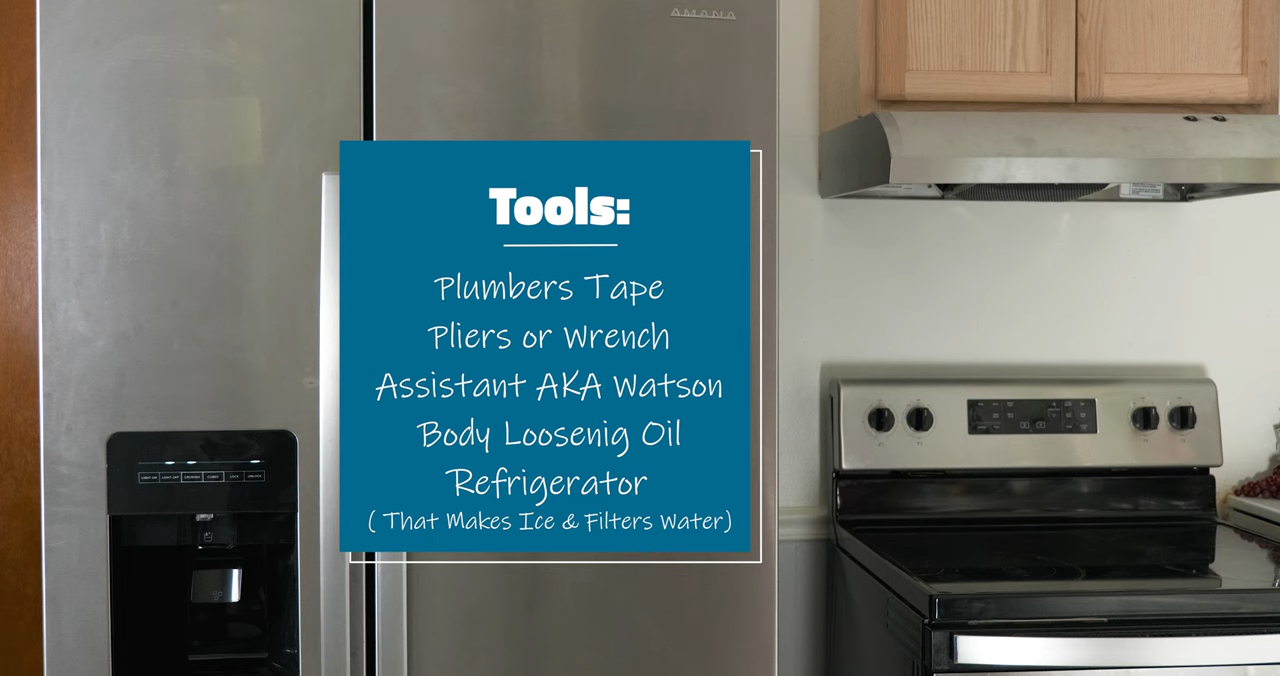 AMANA
Tools:
Plumbers Tape
Pliers or Wrench
Assistant AKA Watson
Body Loosenig Oil
Refrigerator
( That Makes Ice & Filters Water)